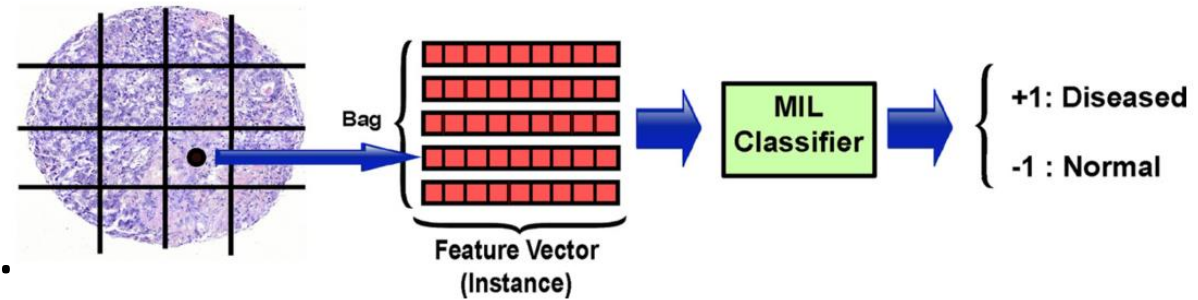 Bag
Feature Vector
(Instance)
MIL
Classifier
+1: Diseased
-1 : Normal